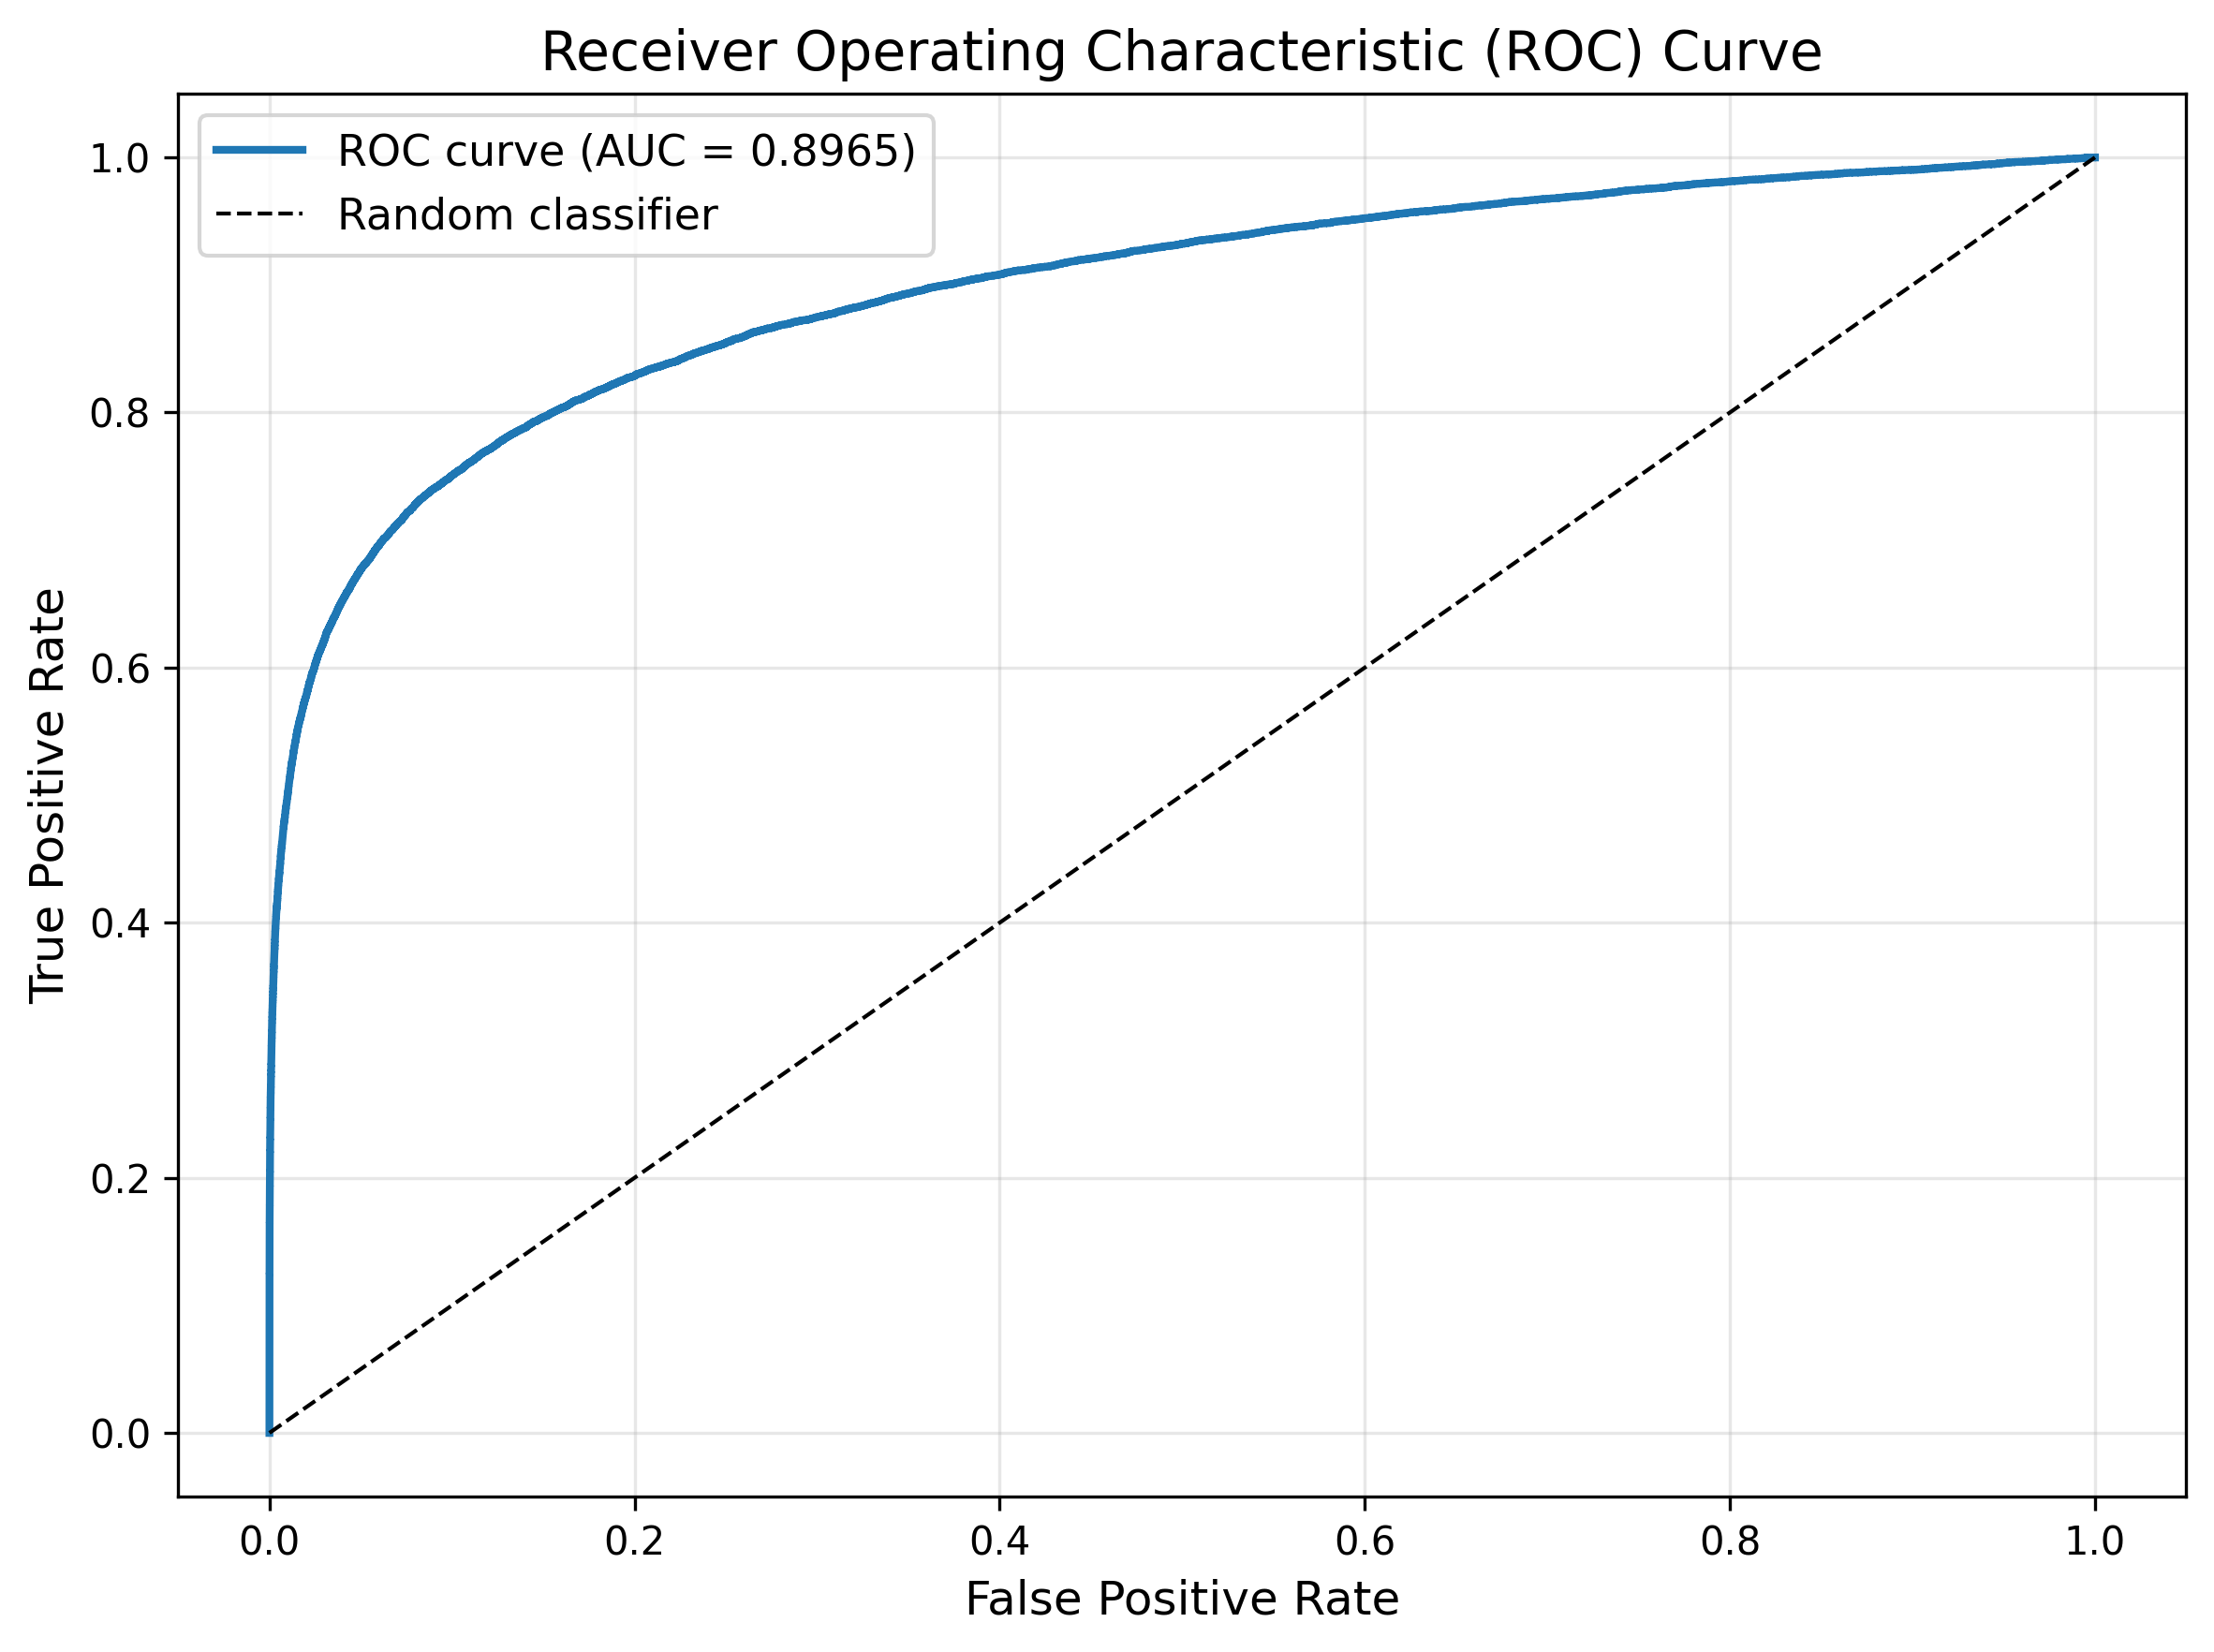 Receiver Operating Characteristic (ROC) Curve
ROC curve (AUC = 0.8965)
Random classifier
True Positive Rate
1.0
0.8
0.6
0.4
0.2
0.0
0.0 0.2 0.4 0.6 0.8 1.0
False Positive Rate